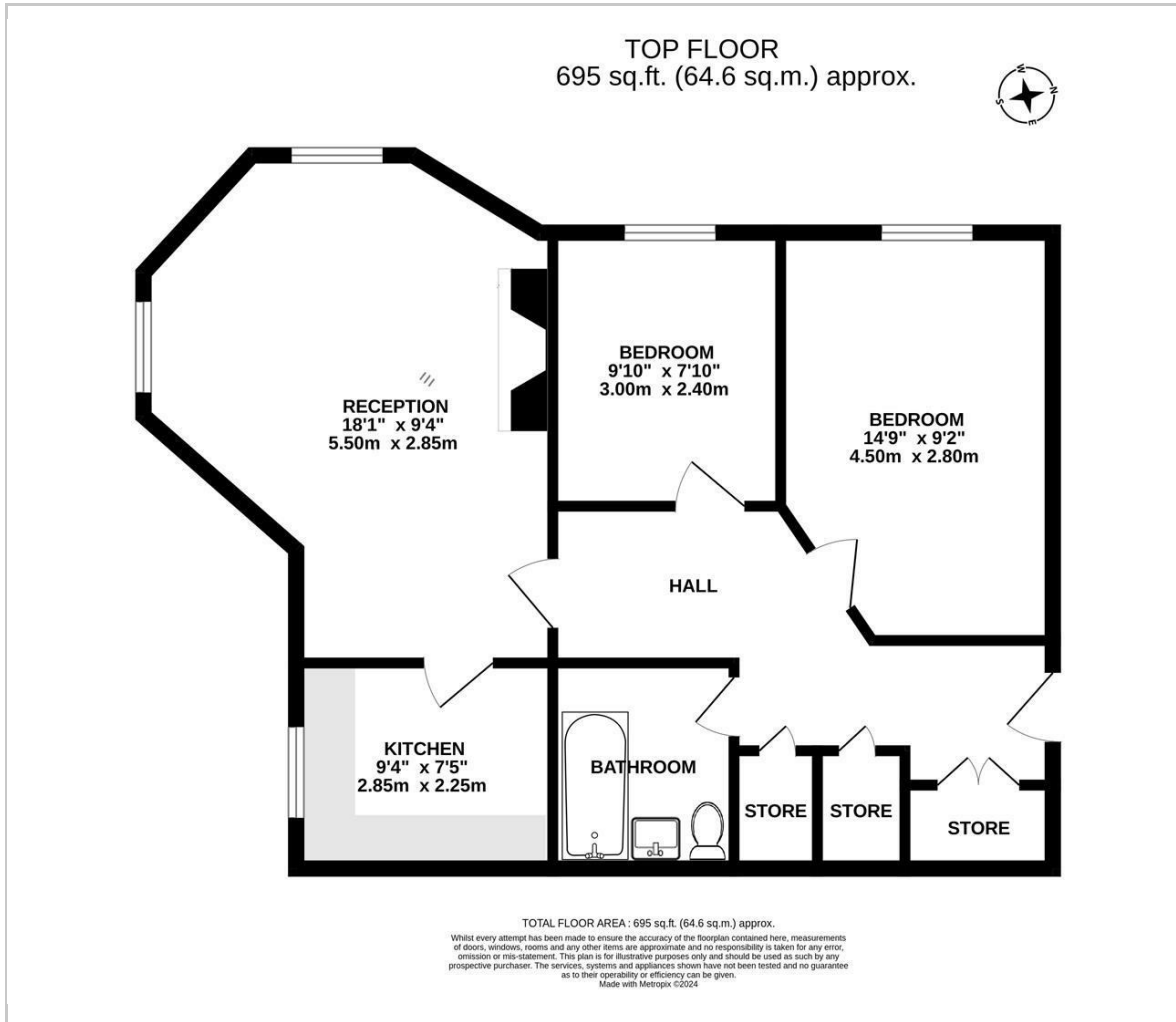 TOP FLOOR
695 sq.ft. (64.6 sq.m.) approx.
W
N
S
E
BEDROOM
9'10" x 7'10"
3.00m x 2.40m
RECEPTION
18'1" x 9'4"
5.50m x 2.85m
BEDROOM
14'9" x 9'2"
4.50m x 2.80m
HALL
KITCHEN
9'4" x 7'5"
2.85m x 2.25m
BATHROOM
STORE
STORE
STORE
TOTAL FLOOR AREA : 695 sq.ft. (64.6 sq.m.) approx.
Whilst every attempt has been made to ensure the accuracy of the floorplan contained here, measurements
of doors, windows, rooms and any other items are approximate and no responsibility is taken for any error,
omission or mis-statement. This plan is for illustrative purposes only and should be used as such by any
prospective purchaser. The services, systems and appliances shown have not been tested and no guarantee
as to their operability or efficiency can be given.
Made with Metropix ©2024